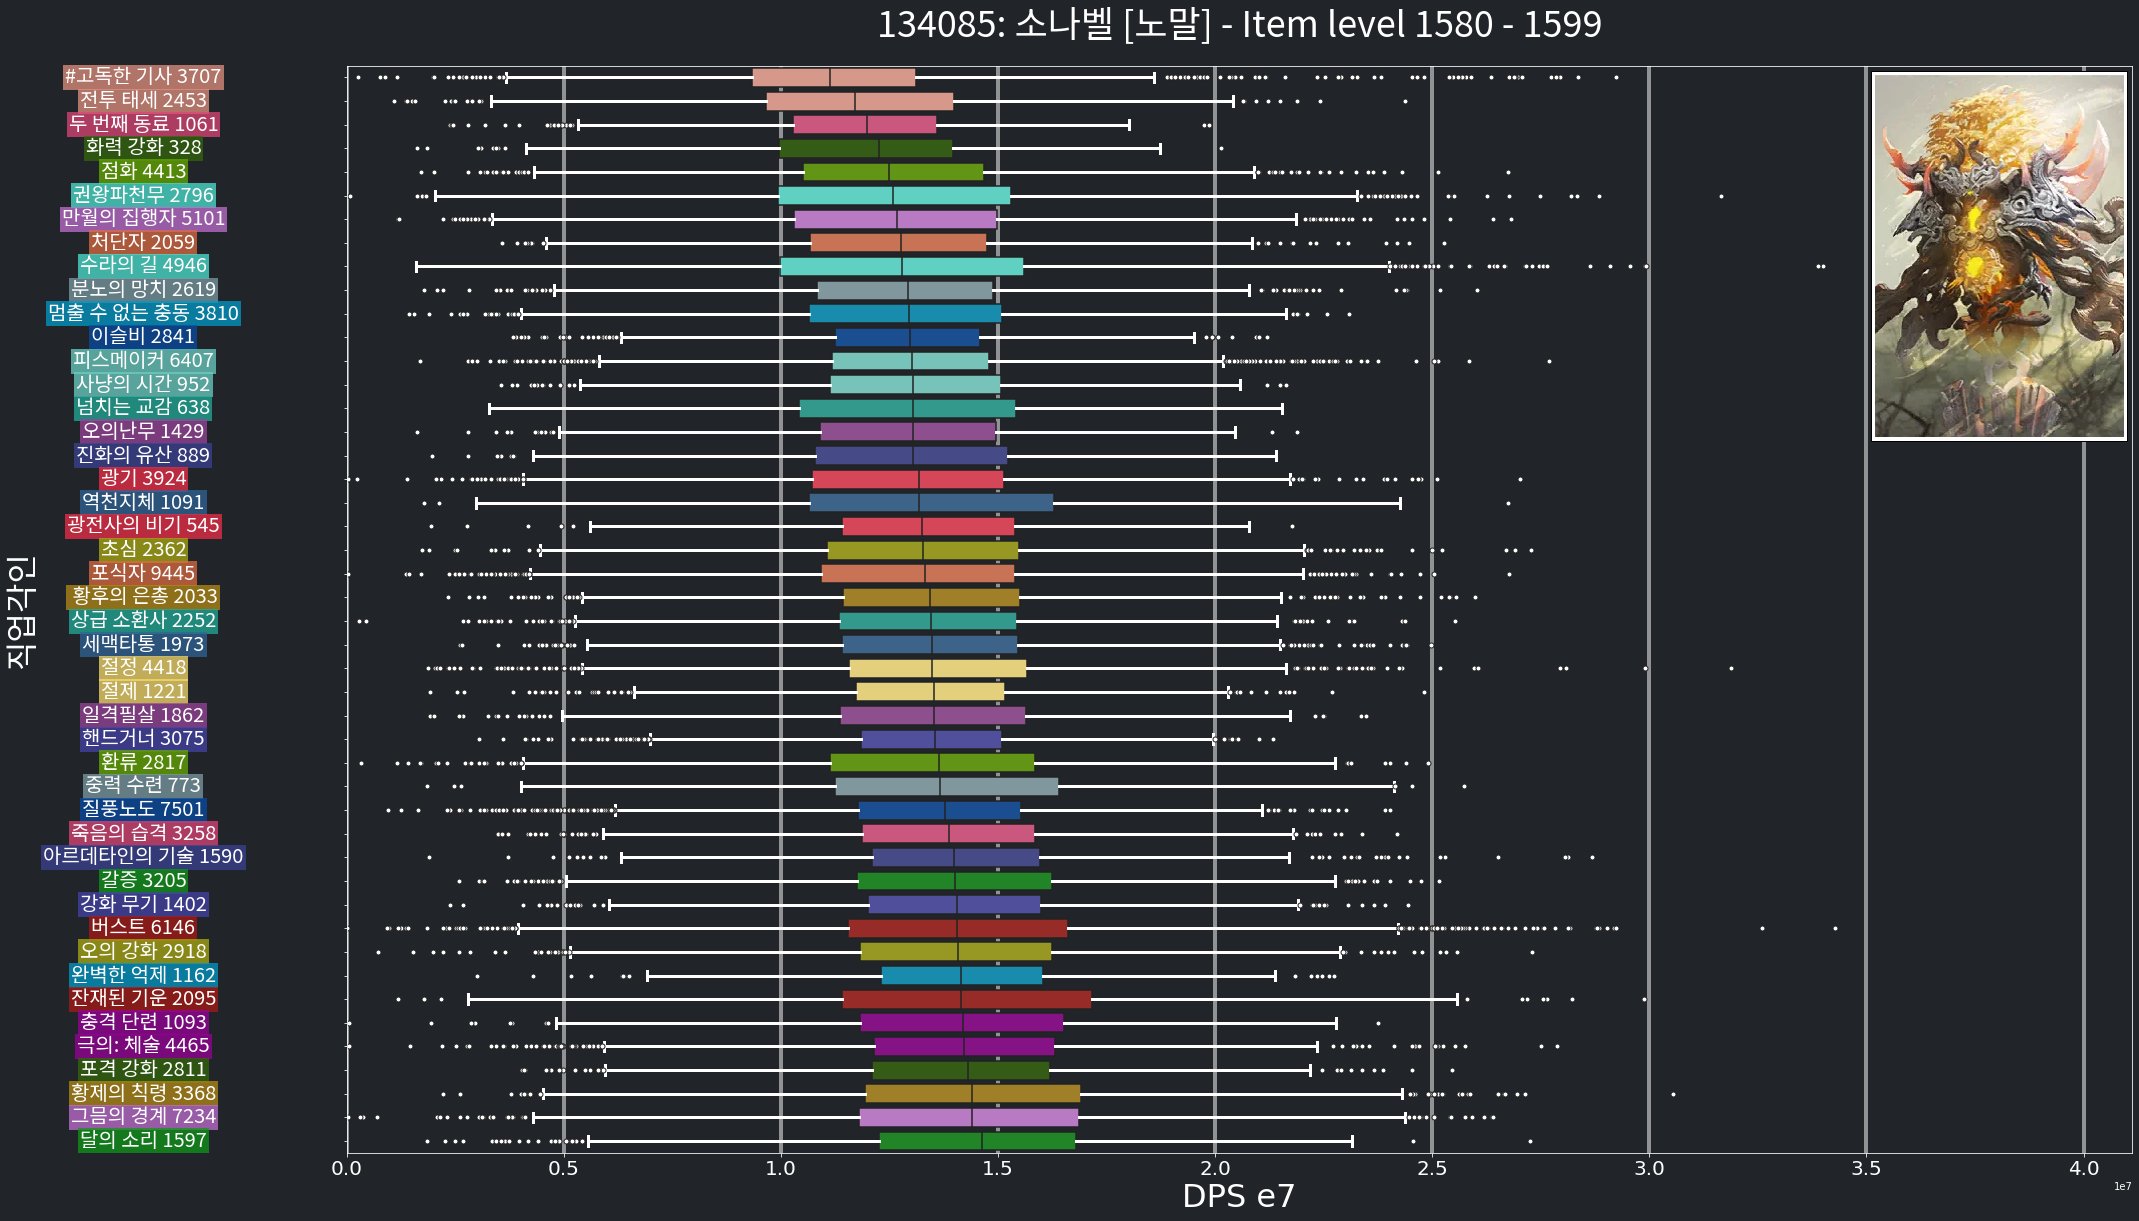 134085: 소나벨 [노말] - Item level 1580 - 1599
#고독한 기사 3707
전투 태세 2453
두 번째 동료 1061
화력 강화 328
점화 4413
권왕파천무 2796
만월의 집행자 5101
처단자 2059
수라의 길 4946
분노의 망치 2619
멈출 수 없는 충동 3810
이슬비 2841
피스메이커 6407
사냥의 시간 952
넘치는 교감 638
오의난무 1429
진화의 유산 889
광기 3924
역천지체 1091
광전사의 비기 545
초심 2362
포식자 9445
황후의 은총 2033
상급 소환사 2252
세맥타통 1973
절정 4418
절제 1221
일격필살 1862
핸드거너 3075
환류 2817
중력 수련 773
질풍노도 7501
죽음의 습격 3258
아르데타인의 기술 1590
갈증 3205
강화 무기 1402
버스트 6146
오의 강화 2918
완벽한 억제 1162
잔재된 기운 2095
충격 단련 1093
극의: 체술 4465
포격 강화 2811
황제의 칙령 3368
그믐의 경계 7234
달의 소리 1597
직업각인
0.0 0.5 1.0 1.5 2.0 2.5 3.0 3.5 4.0
1e7
DPS e7